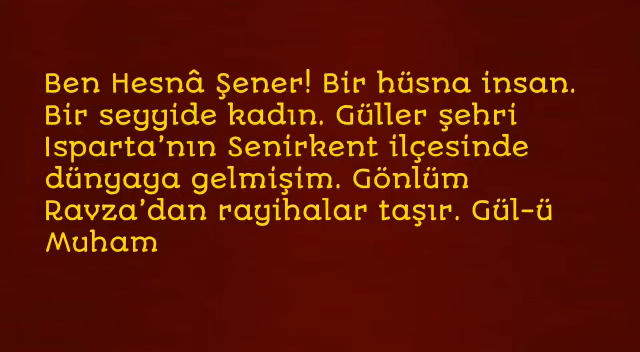 Ben Hesnâ Şener! Bir hüsna insan.
Bir seyyide kadın. Güller şehri
Isparta’nın Senirkent ilçesinde
dünyaya gelmişim. Gönlüm
Ravza’dan rayihalar taşır. Gül-ü
Muham